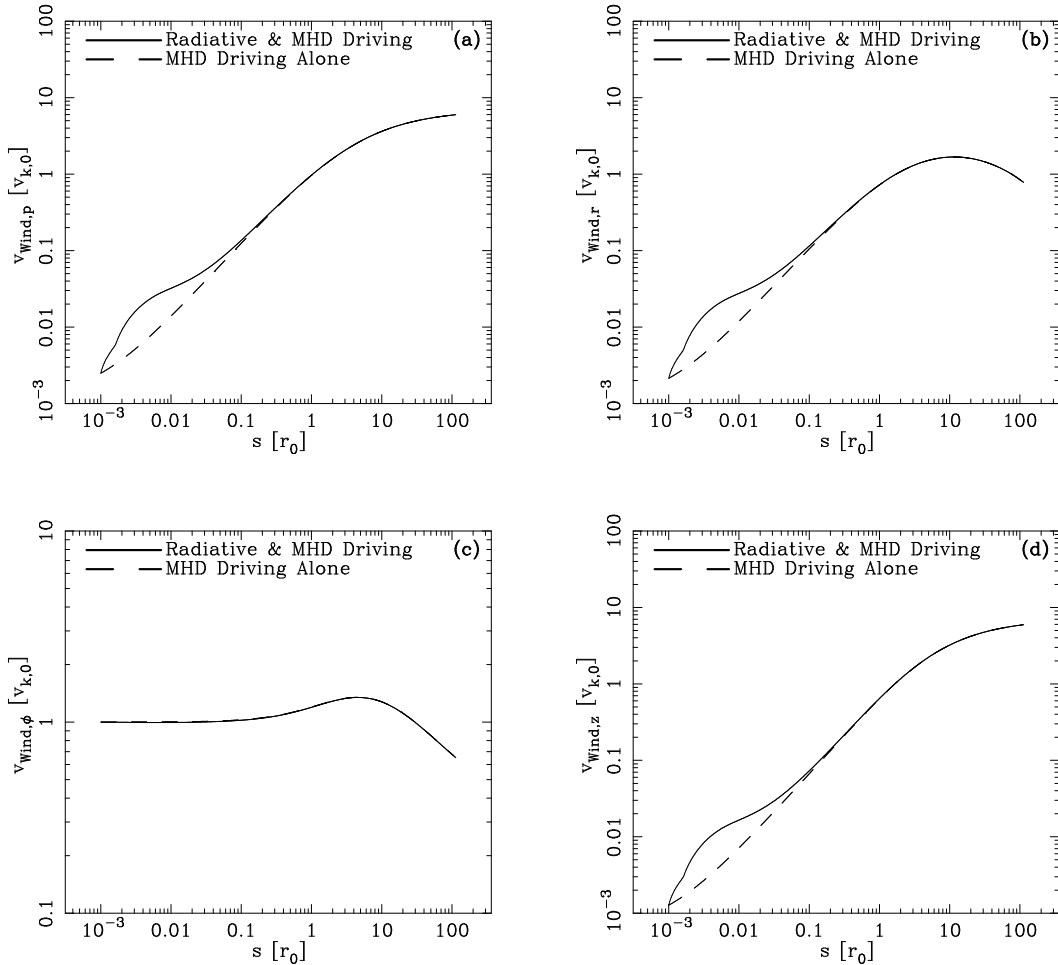 Radiative & MHD Driving (a)
MHD Driving Alone
100
10
1
0.1
0.01
10⁻³
v_Wind,p [v_k,0]
10⁻³ 0.01 0.1 1 10 100
s [r₀]
Radiative & MHD Driving (b)
MHD Driving Alone
100
10
1
0.1
0.01
10⁻³
v_Wind,r [v_k,0]
10⁻³ 0.01 0.1 1 10 100
s [r₀]
Radiative & MHD Driving (c)
MHD Driving Alone
10
1
0.1
v_Wind,ϕ [v_k,0]
10⁻³ 0.01 0.1 1 10 100
s [r₀]
Radiative & MHD Driving (d)
MHD Driving Alone
100
10
1
0.1
0.01
10⁻³
v_Wind,z [v_k,0]
10⁻³ 0.01 0.1 1 10 100
s [r₀]